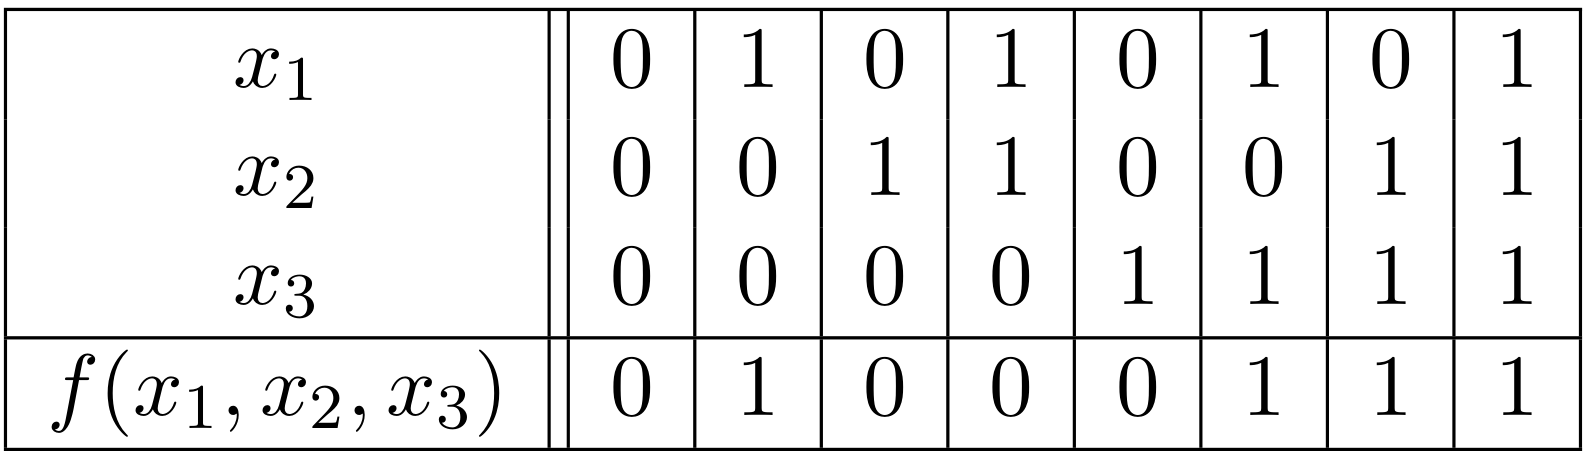 x₁ 0 1 0 1 0 1 0 1
x₂ 0 0 1 1 0 0 1 1
x₃ 0 0 0 0 1 1 1 1
f(x₁, x₂, x₃) 0 1 0 0 0 1 1 1